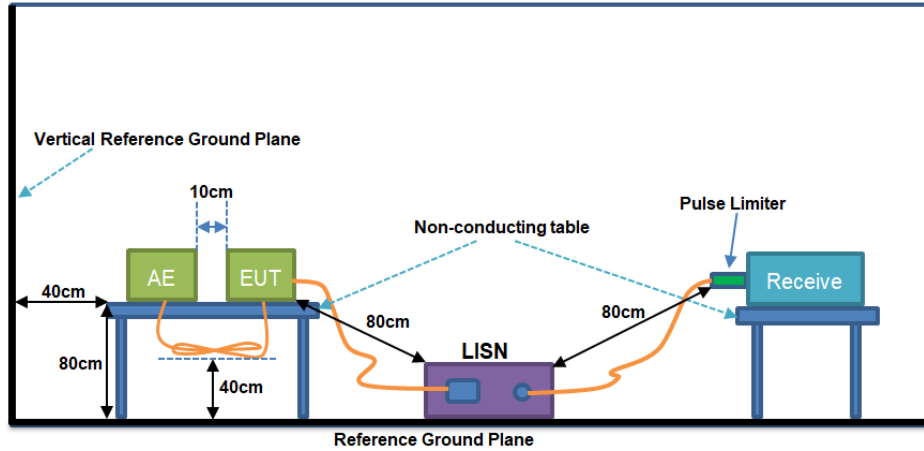 Vertical Reference Ground Plane
10cm
Pulse Limiter
Non-conducting table
AE
EUT
Receive
40cm
80cm
80cm
80cm
LISN
40cm
Reference Ground Plane